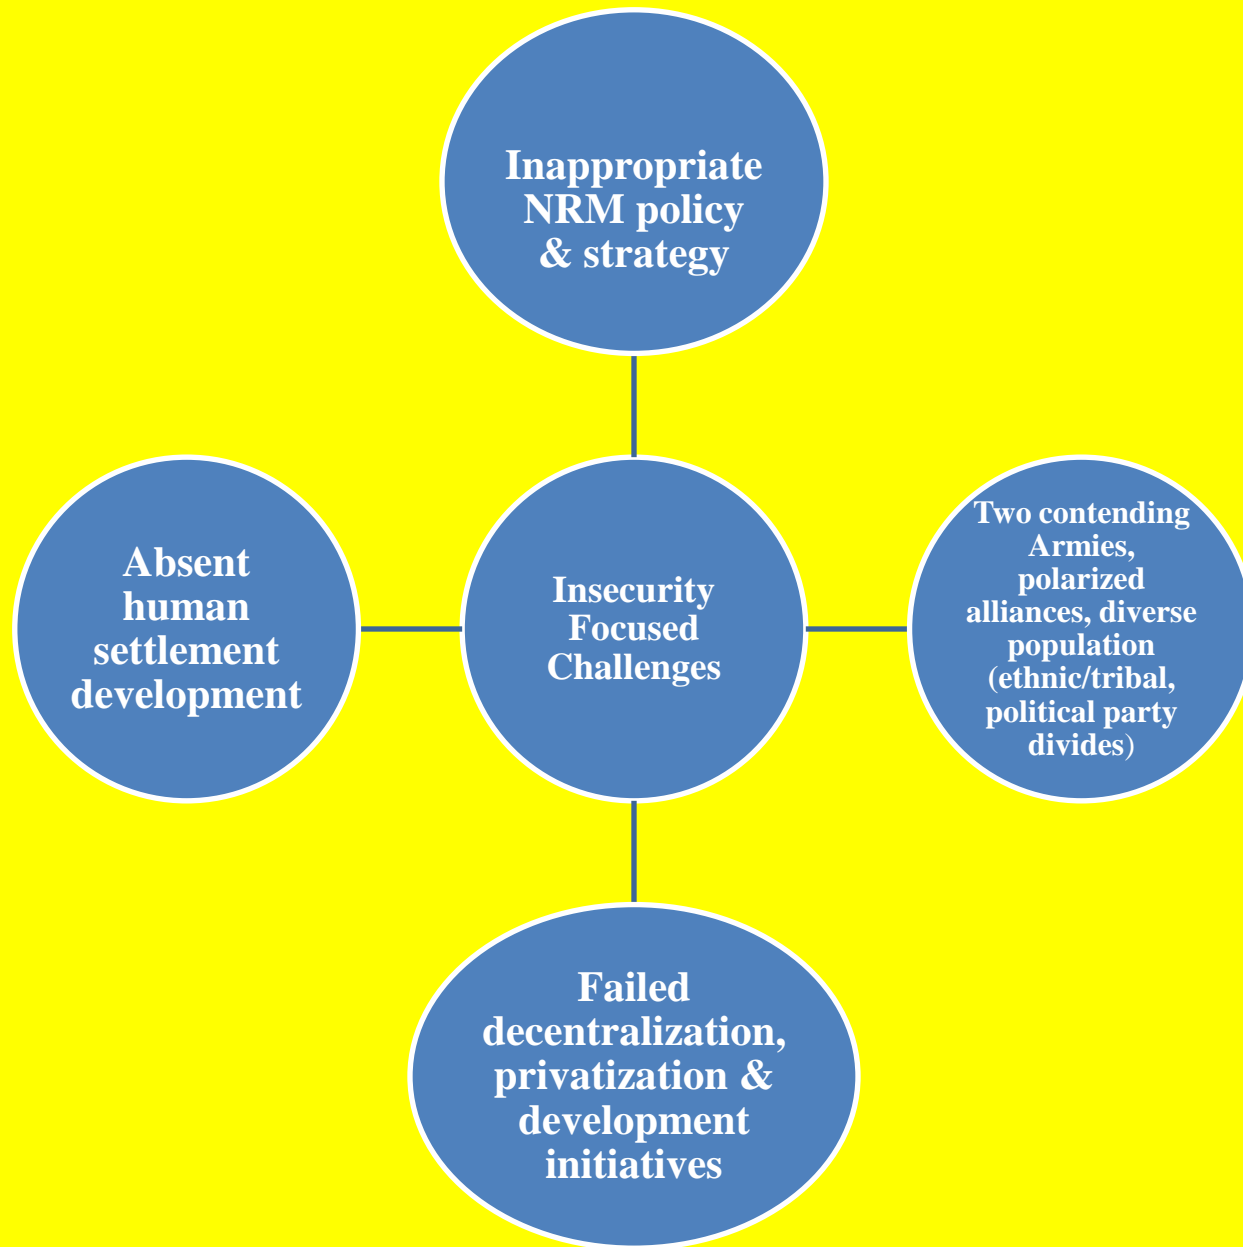 Inappropriate
NRM policy
& strategy
Absent
human
settlement
development
Insecurity
Focused
Challenges
Two contending
Armies,
polarized
alliances, diverse
population
(ethnic/tribal,
political party
divides)
Failed
decentralization,
privatization &
development
initiatives